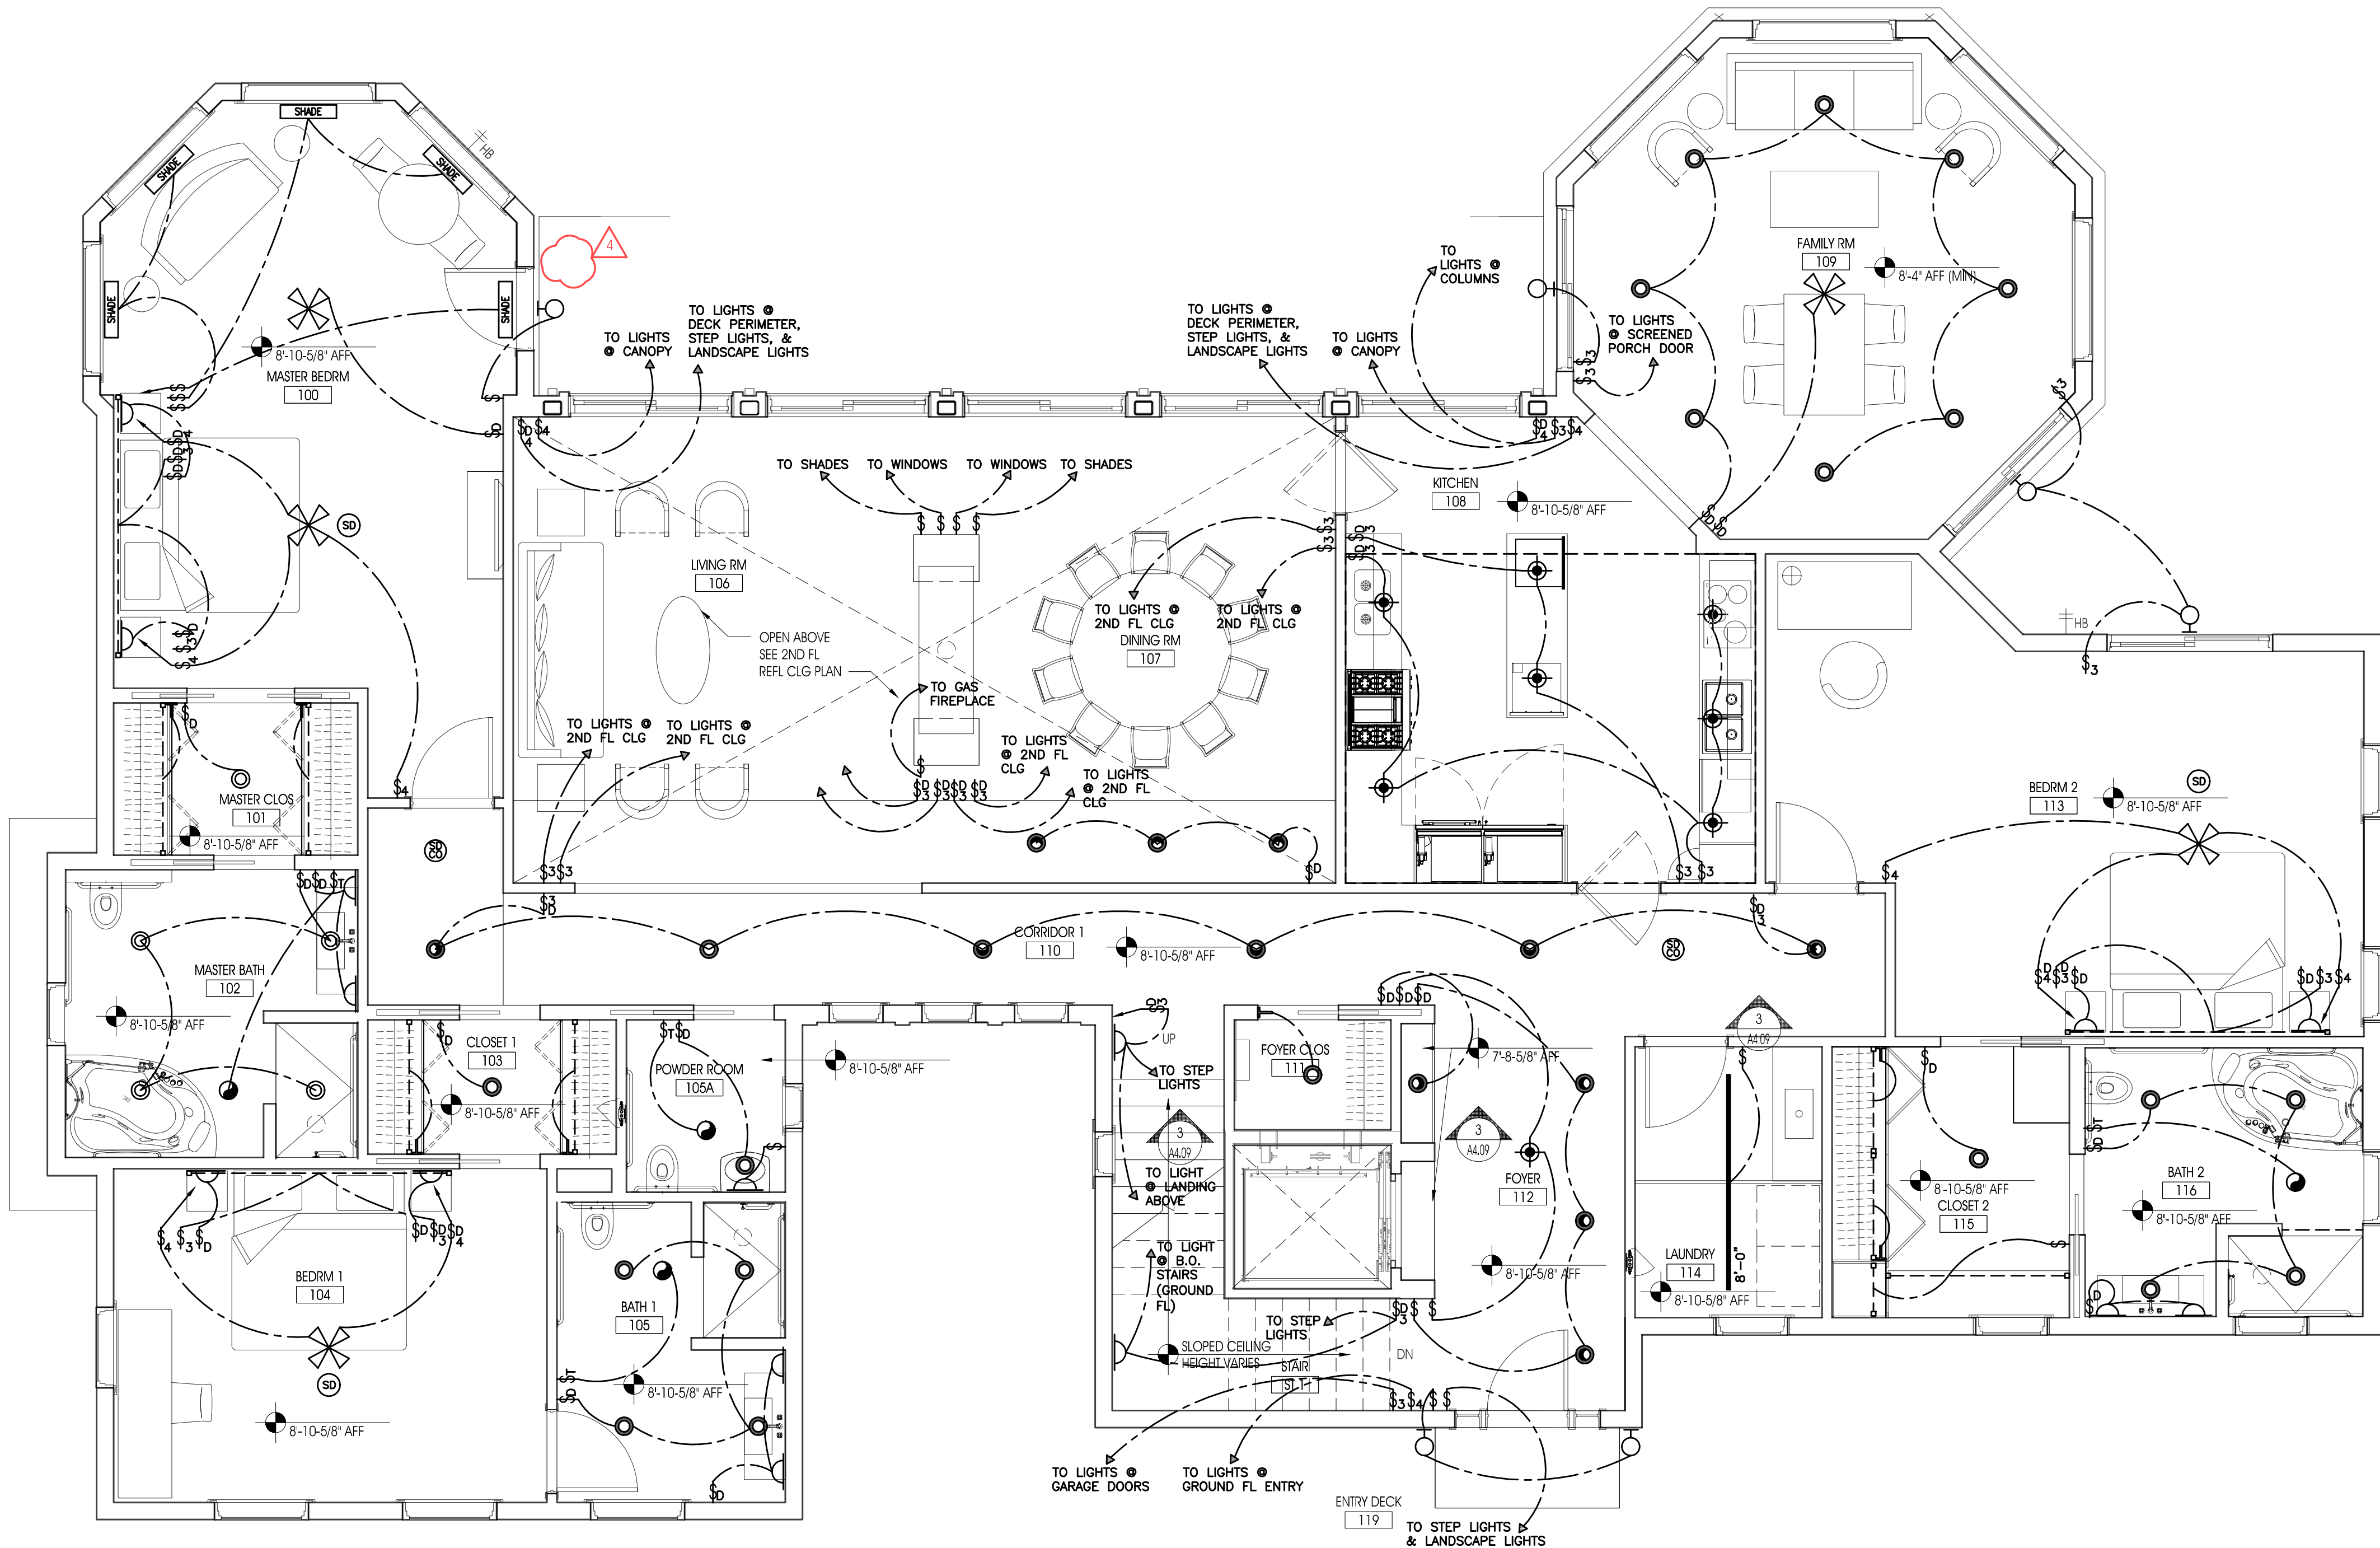 SHADE
SHADE
SHADE
SHADE
SHADE
HB
4
8'-10-5/8" AFF
MASTER BEDRM
100
TO LIGHTS
@ CANOPY
TO LIGHTS @
DECK PERIMETER,
STEP LIGHTS, &
LANDSCAPE LIGHTS
TO LIGHTS @
DECK PERIMETER,
STEP LIGHTS, &
LANDSCAPE LIGHTS
TO LIGHTS
@ CANOPY
TO
LIGHTS @
COLUMNS
TO LIGHTS
@ SCREENED
PORCH DOOR
FAMILY RM
109
8'-4" AFF (MIN)
TO SHADES
TO WINDOWS
TO WINDOWS
TO SHADES
KITCHEN
108
8'-10-5/8" AFF
SD
LIVING RM
106
OPEN ABOVE
SEE 2ND FL
REFL CLG PLAN
TO LIGHTS @
2ND FL CLG
TO LIGHTS @
2ND FL CLG
DINING RM
107
TO GAS
FIREPLACE
TO LIGHTS @
2ND FL CLG
TO LIGHTS @
2ND FL CLG
TO LIGHTS
@ 2ND FL
CLG
TO LIGHTS
@ 2ND FL
CLG
HB
MASTER CLOS
101
8'-10-5/8" AFF
SD
CO
BEDRM 2
113
8'-10-5/8" AFF
SD
MASTER BATH
102
8'-10-5/8" AFF
CORRIDOR 1
110
8'-10-5/8" AFF
SD
CO
CLOSET 1
103
8'-10-5/8" AFF
POWDER ROOM
105A
8'-10-5/8" AFF
UP
TO STEP
LIGHTS
FOYER CLOS
111
7'-8-5/8" AFF
3
A4.09
3
A4.09
3
A4.09
TO LIGHT
@ LANDING
ABOVE
FOYER
112
8'-10-5/8" AFF
TO LIGHT
@ B.O.
STAIRS
(GROUND
FL)
TO STEP
LIGHTS
SLOPED CEILING
HEIGHT VARIES
STAIR
ST 1
DN
LAUNDRY
114
8'-10-5/8" AFF
8'-0"
8'-10-5/8" AFF
CLOSET 2
115
BATH 2
116
8'-10-5/8" AFF
BEDRM 1
104
SD
8'-10-5/8" AFF
BATH 1
105
8'-10-5/8" AFF
TO LIGHTS @
GARAGE DOORS
TO LIGHTS @
GROUND FL ENTRY
ENTRY DECK
119
TO STEP LIGHTS
& LANDSCAPE LIGHTS